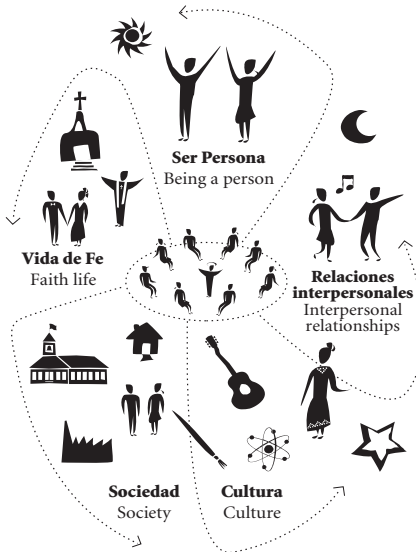 Ser Persona
Being a person
Vida de Fe
Faith life
Relaciones
interpersonales
Interpersonal
relationships
Sociedad
Society
Cultura
Culture